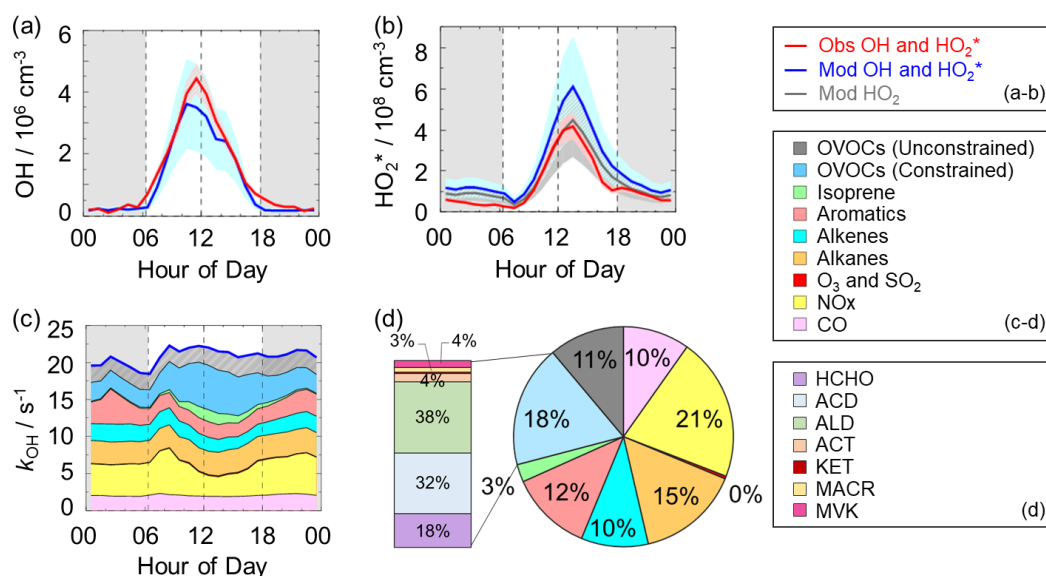 (a)
6
4
2
0
OH / 10⁶ cm⁻³
00 06 12 18 00
Hour of Day
(b)
8
6
4
2
0
HO₂* / 10⁸ cm⁻³
00 06 12 18 00
Hour of Day
Obs OH and HO₂*
Mod OH and HO₂*
Mod HO₂
(a-b)
OVOCs (Unconstrained)
OVOCs (Constrained)
Isoprene
Aromatics
Alkenes
Alkanes
O₃ and SO₂
NOx
CO
(c-d)
(c)
25
20
15
10
5
0
k_OH / s⁻¹
00 06 12 18 00
Hour of Day
(d)
3% 4%
4%
38%
32%
18%
11%
10%
18%
21%
3%
0%
12%
15%
10%
HCHO
ACD
ALD
ACT
KET
MACR
MVK
(d)